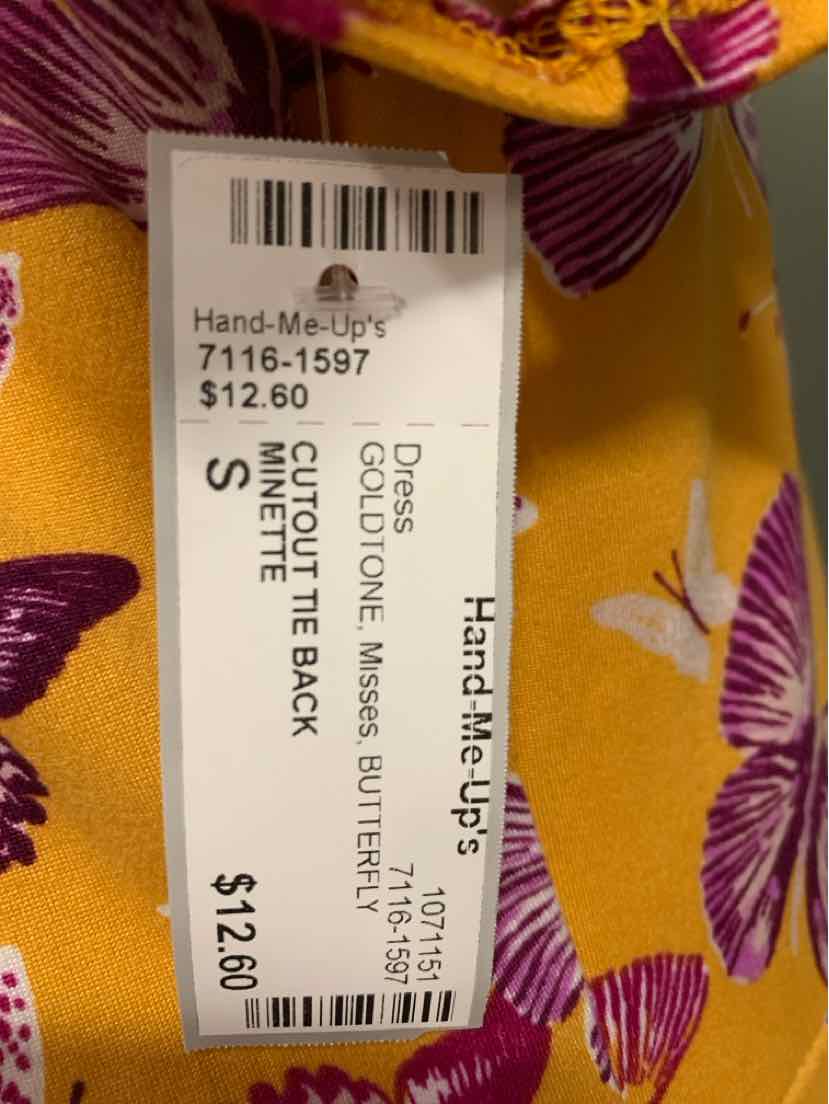 Hand-Me-Up's
7116-1597
$12.60
Hand-Me-Up's
1071151
Dress 7116-1597
GOLDTONE, Misses, BUTTERFLY
CUTOUT TIE BACK
MINETTE
S $12.60